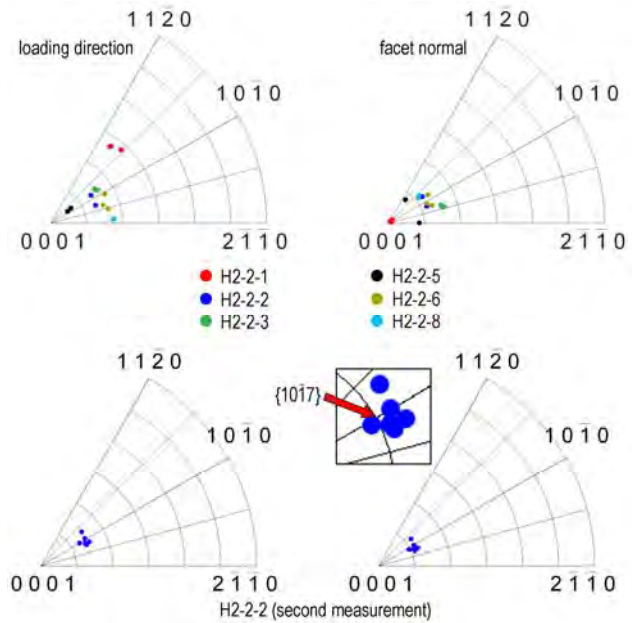 1 1 2̄ 0 1 1 2̄ 0
loading direction facet normal
1 0 1̄ 0 1 0 1̄ 0
0 0 0 1 2 1̄ 1̄ 0 0 0 0 1 2 1̄ 1̄ 0
H2-2-1 H2-2-5
H2-2-2 H2-2-6
H2-2-3 H2-2-8
1 1 2̄ 0 {101̄7} 1 1 2̄ 0
1 0 1̄ 0 1 0 1̄ 0
0 0 0 1 2 1̄ 1̄ 0 0 0 0 1 2 1̄ 1̄ 0
H2-2-2 (second measurement)